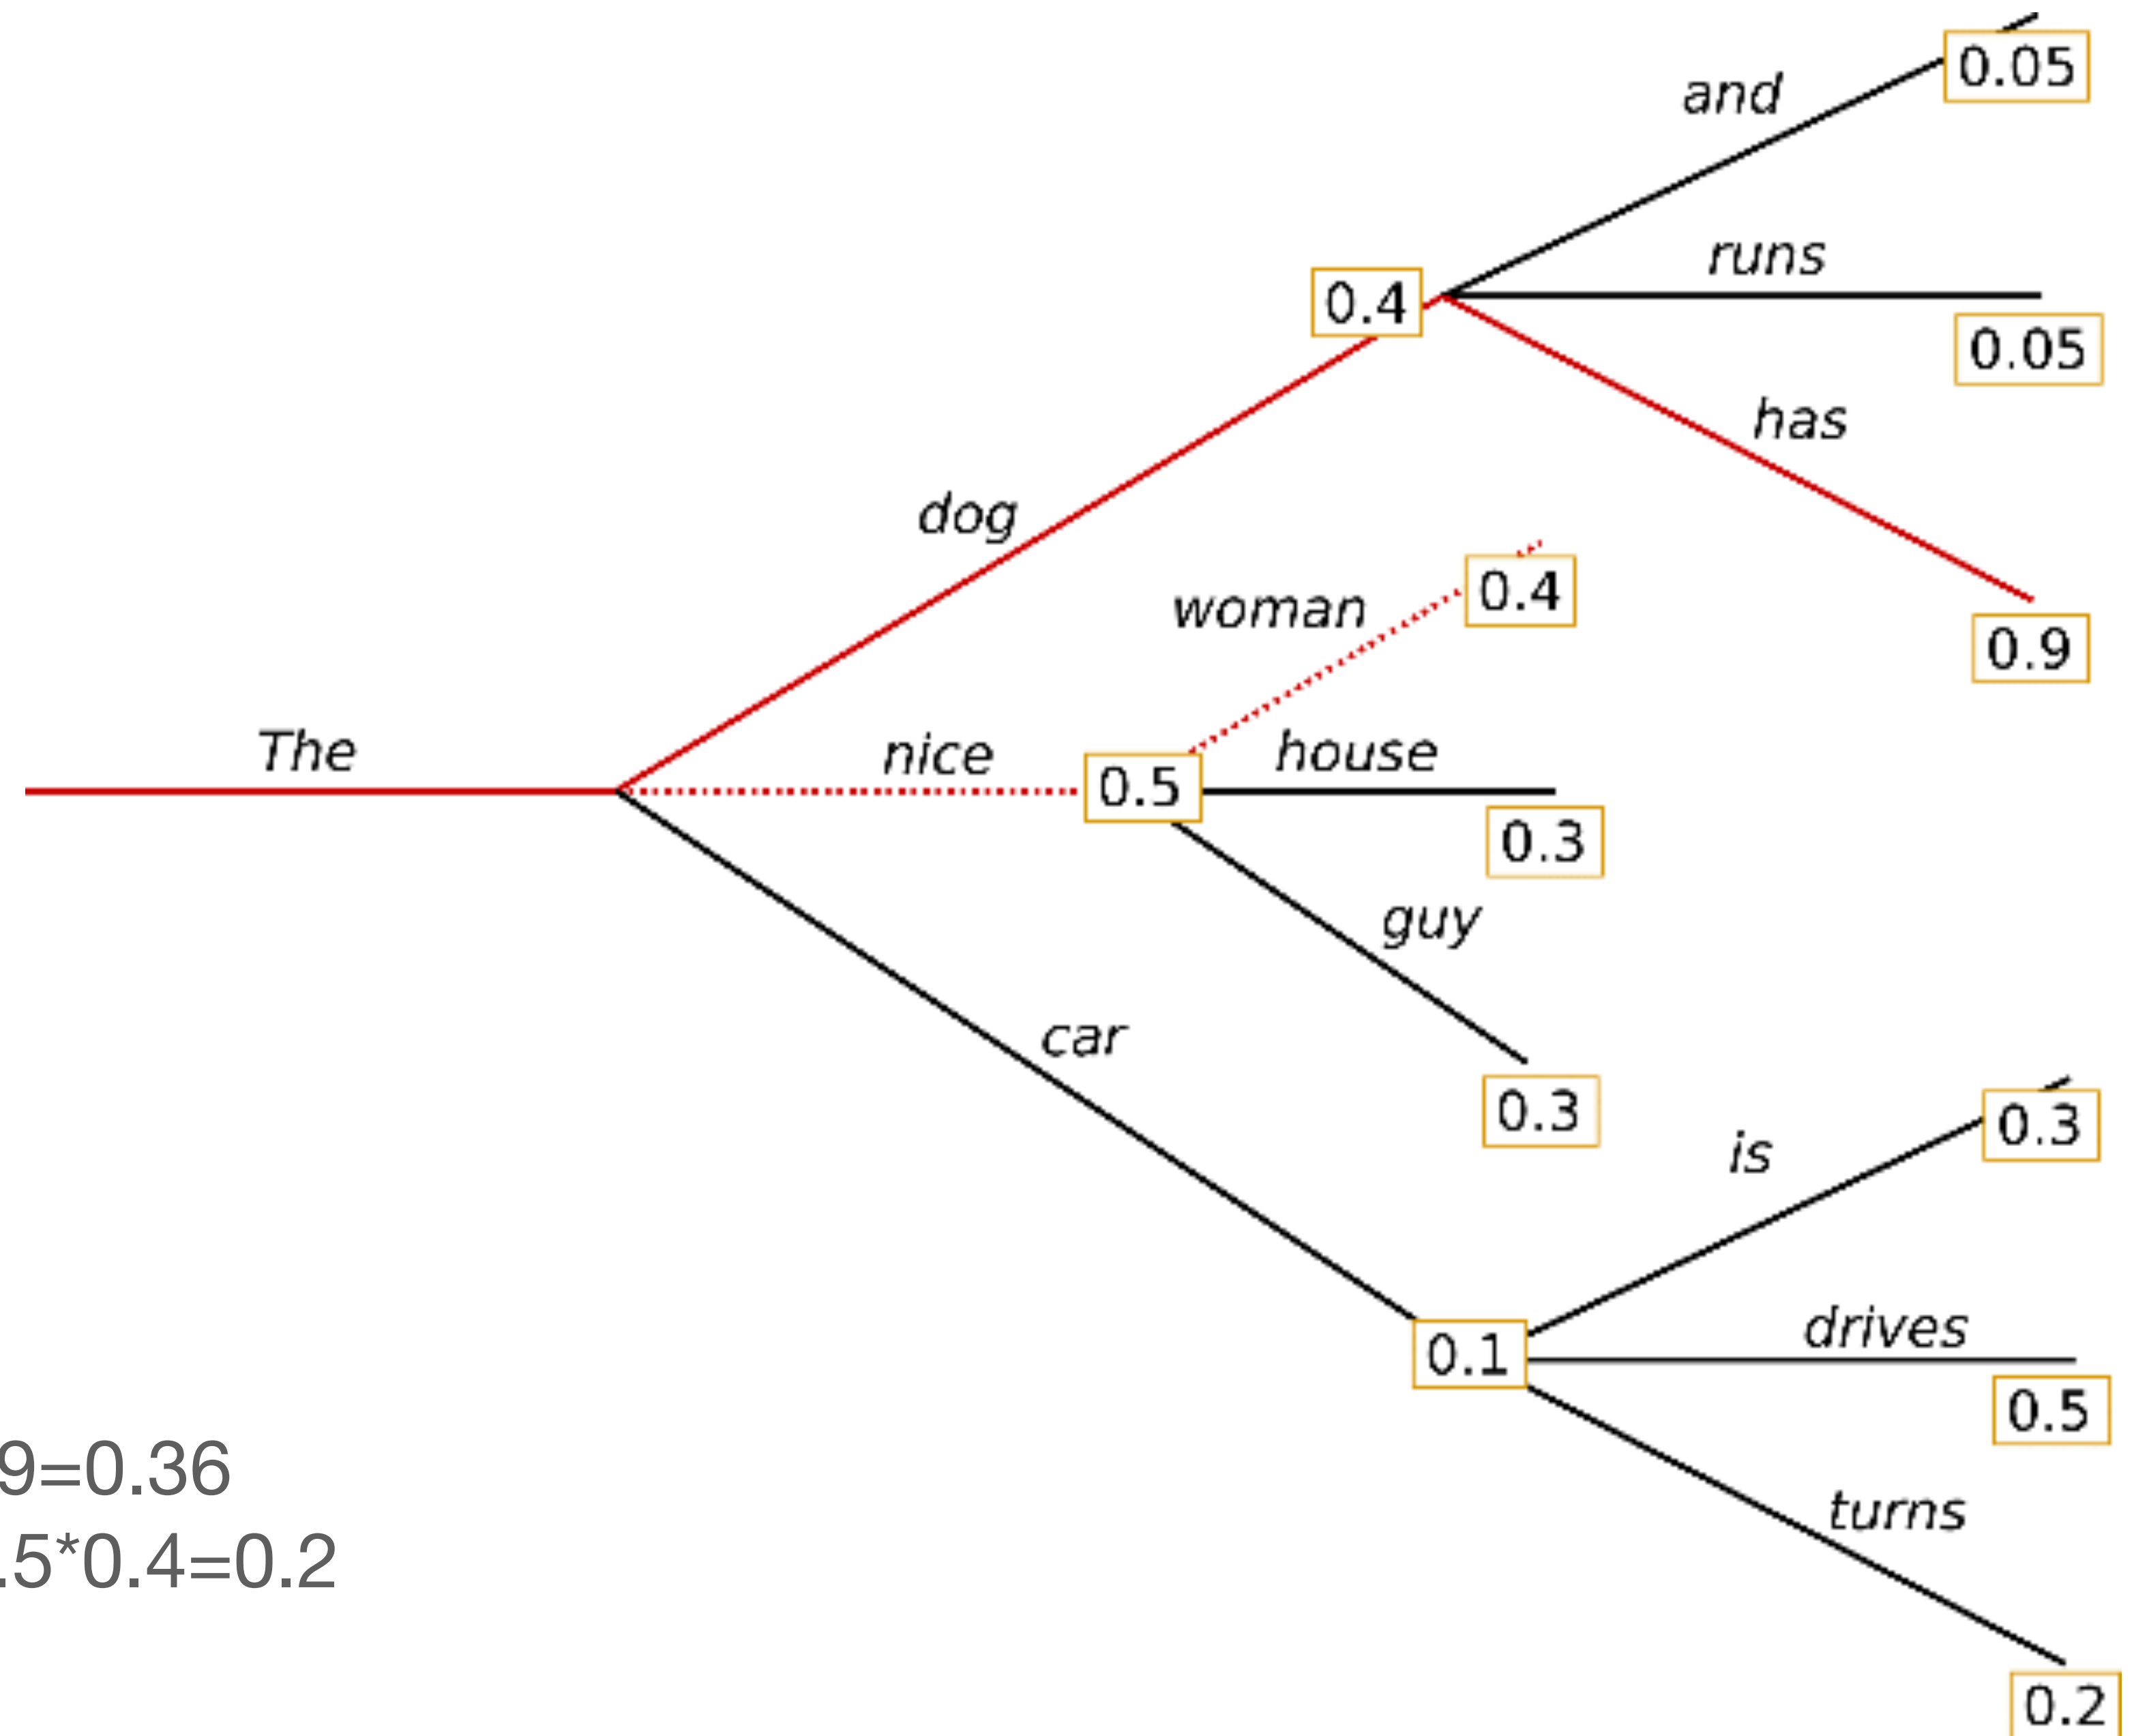 0.05
and
runs
0.4
0.05
has
dog
0.4
woman
0.9
The
nice
house
0.5
0.3
guy
car
0.3
0.3
is
drives
0.1
0.5
9=0.36
turns
.5*0.4=0.2
0.2